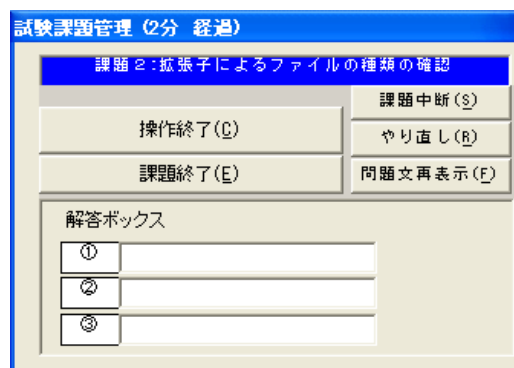 試験課題管理（2分 経過）
課題２:拡張子によるファイルの種類の確認
課題中断(S)
操作終了(C)
やり直し(R)
課題終了(E)
問題文再表示(F)
解答ボックス
①
②
③